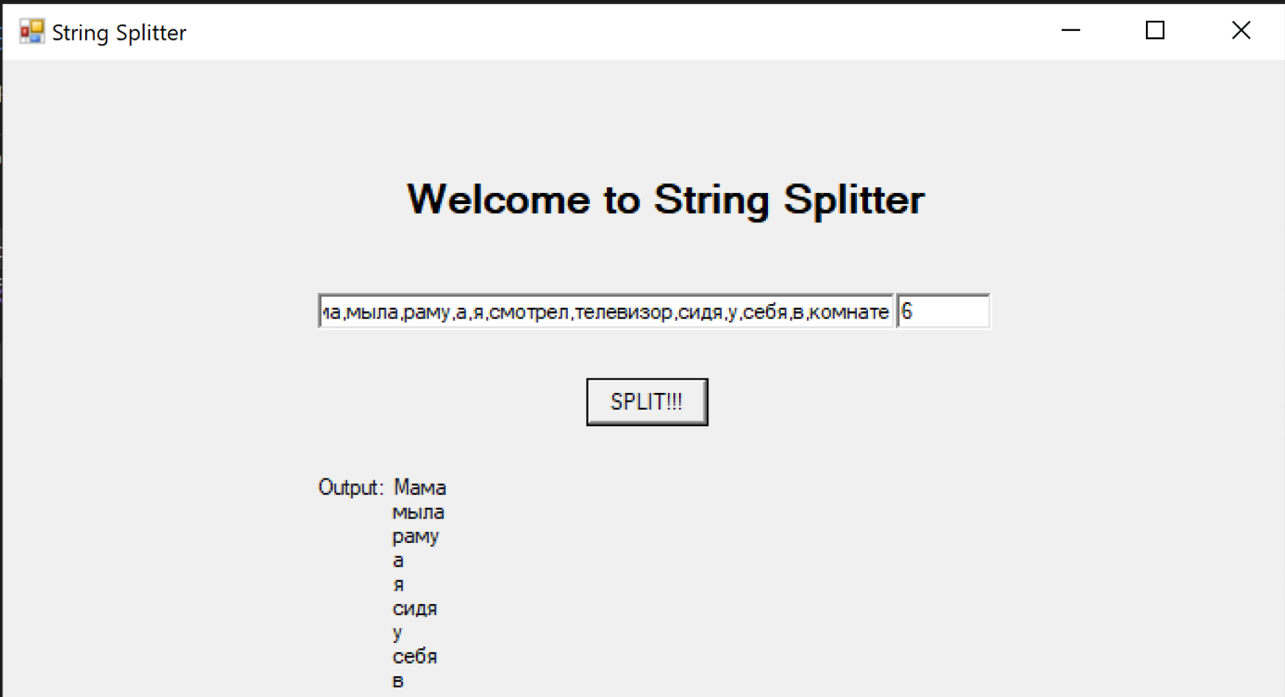 String Splitter
Welcome to String Splitter
ма,мыла,раму,а,я,смотрел,телевизор,сидя,у,себя,в,комнате 6
SPLIT!!!
Output: Мама
мыла
раму
а
я
сидя
у
себя
в